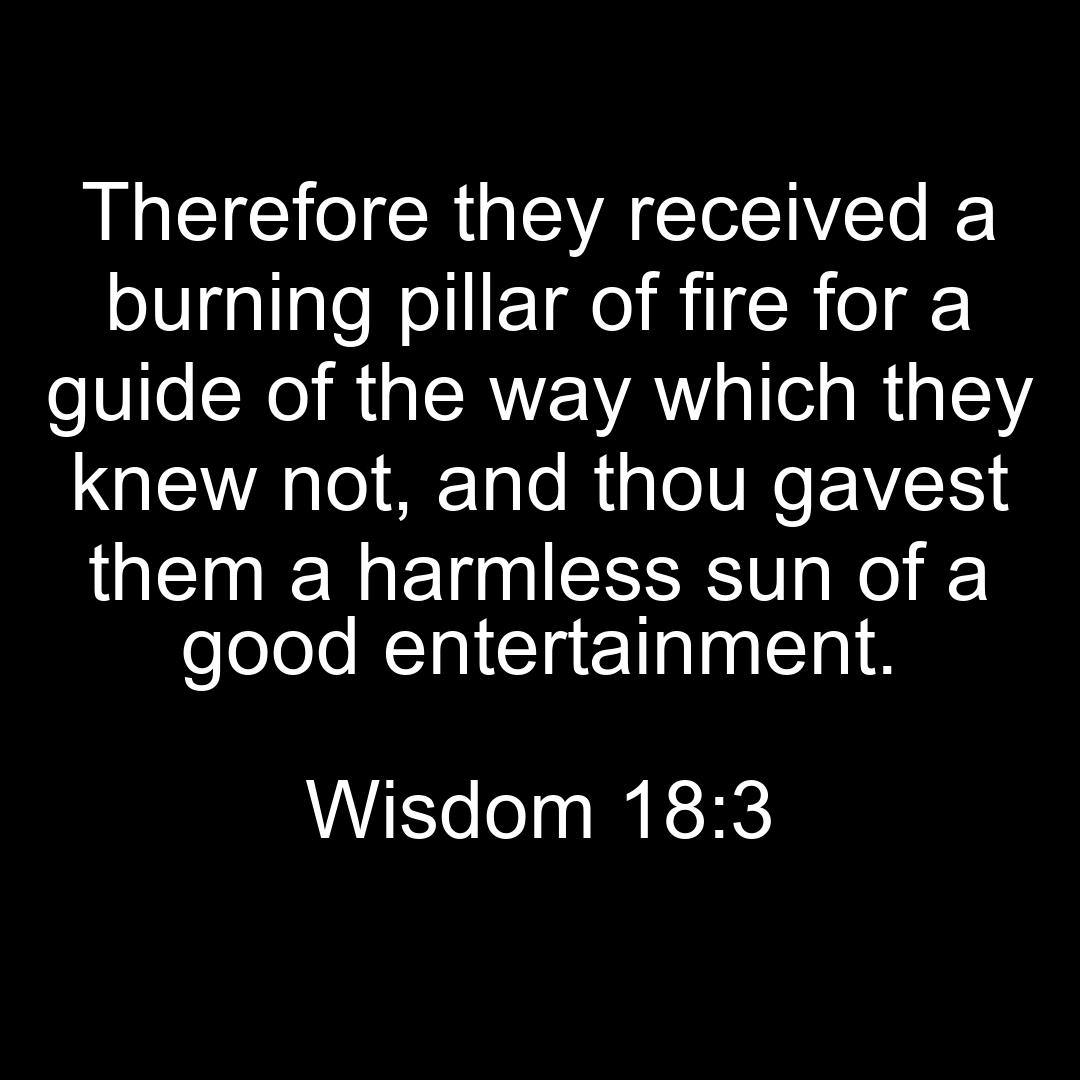 Therefore they received a
burning pillar of fire for a
guide of the way which they
knew not, and thou gavest
them a harmless sun of a
good entertainment.
Wisdom 18:3